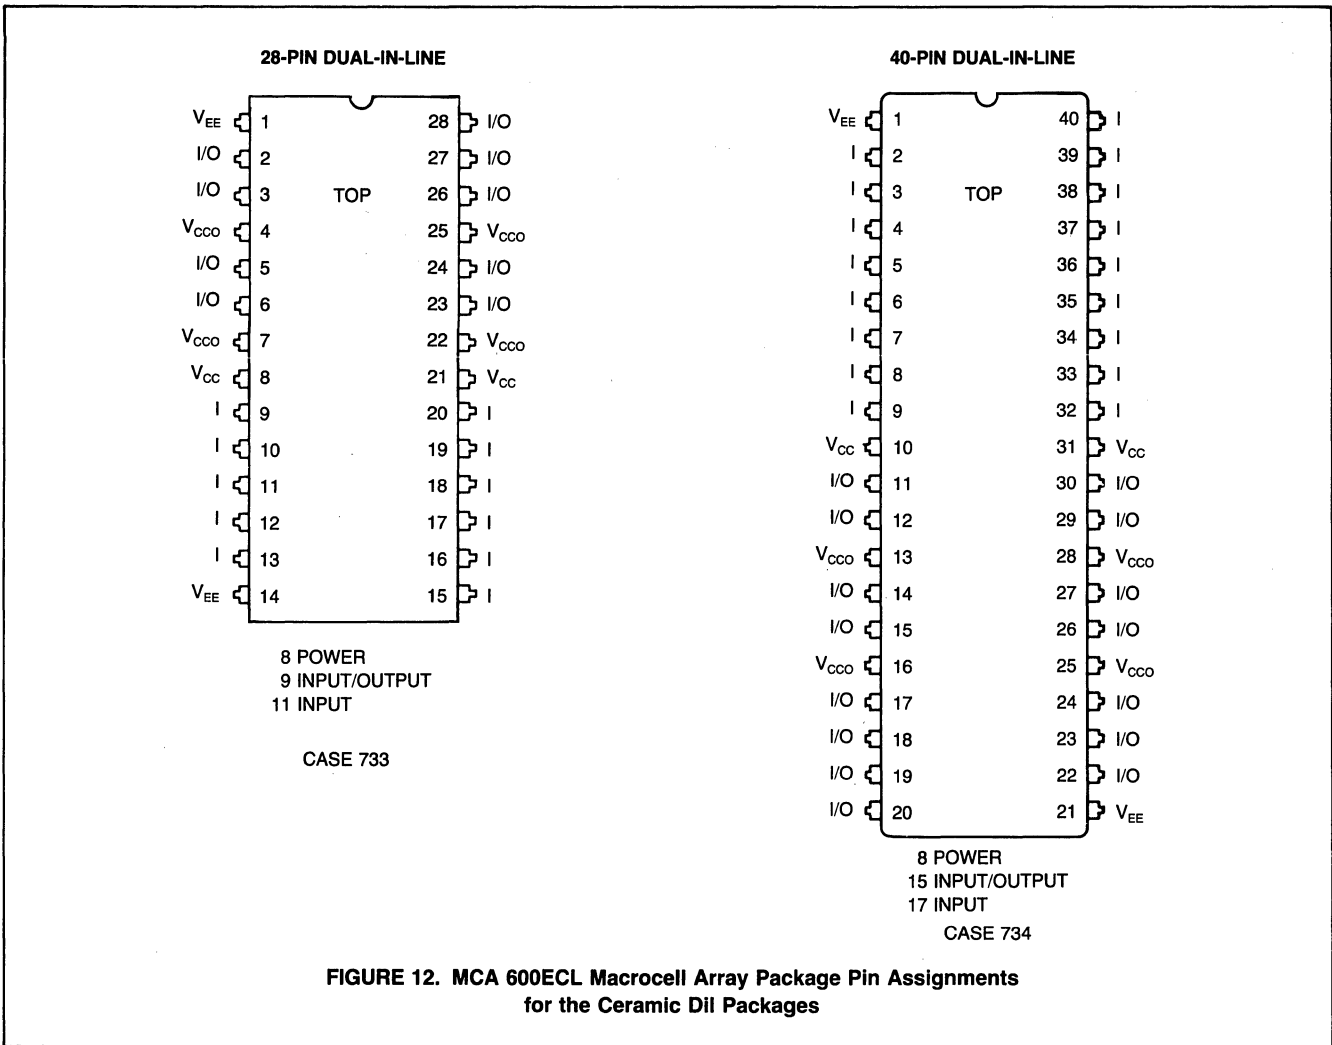 28-PIN DUAL-IN-LINE
VEE 1 28 I/O
I/O 2 27 I/O
I/O 3 TOP 26 I/O
VCCO 4 25 VCCO
I/O 5 24 I/O
I/O 6 23 I/O
VCCO 7 22 VCCO
VCC 8 21 VCC
I 9 20 I
I 10 19 I
I 11 18 I
I 12 17 I
I 13 16 I
VEE 14 15 I
8 POWER
9 INPUT/OUTPUT
11 INPUT
CASE 733
40-PIN DUAL-IN-LINE
VEE 1 40 I
I 2 39 I
I 3 TOP 38 I
I 4 37 I
I 5 36 I
I 6 35 I
I 7 34 I
I 8 33 I
I 9 32 I
VCC 10 31 VCC
I/O 11 30 I/O
I/O 12 29 I/O
VCCO 13 28 VCCO
I/O 14 27 I/O
I/O 15 26 I/O
VCCO 16 25 VCCO
I/O 17 24 I/O
I/O 18 23 I/O
I/O 19 22 I/O
I/O 20 21 VEE
8 POWER
15 INPUT/OUTPUT
17 INPUT
CASE 734
FIGURE 12. MCA 600ECL Macrocell Array Package Pin Assignments
for the Ceramic Dil Packages